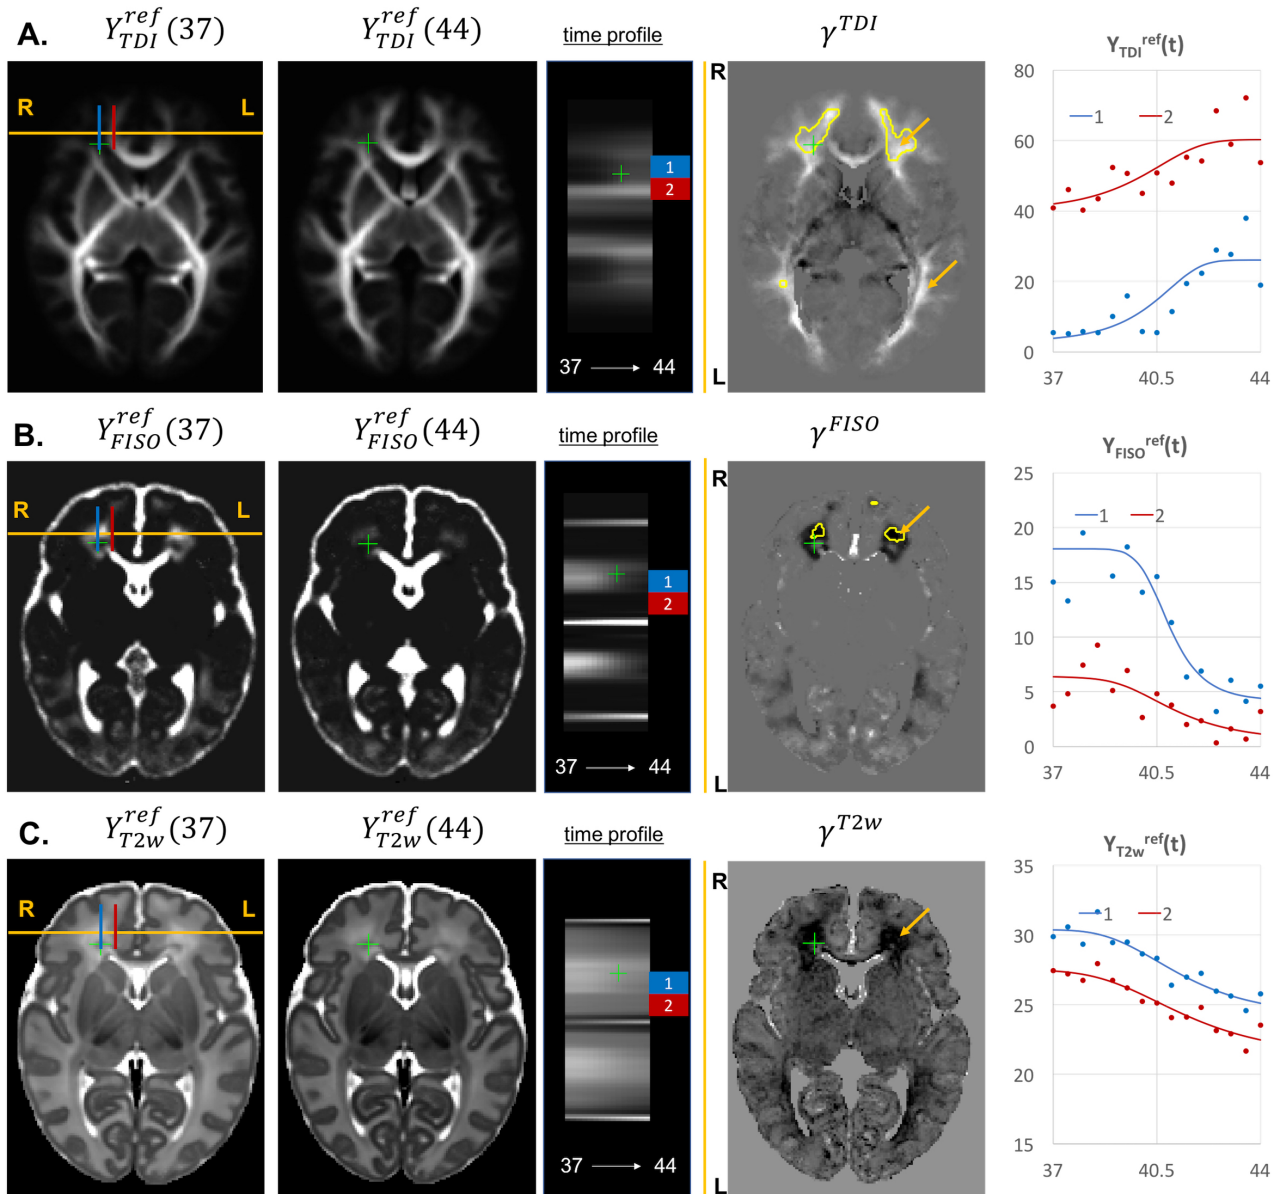 A.
Y_TDI^ref(37)
Y_TDI^ref(44)
time profile
γ^TDI
Y_TDI^ref(t)
R
L
1
2
37 → 44
R
L
80
60
40
20
0
1
2
37
40.5
44
B.
Y_FISO^ref(37)
Y_FISO^ref(44)
time profile
γ^FISO
Y_FISO^ref(t)
R
L
1
2
37 → 44
R
L
25
20
15
10
5
0
1
2
37
40.5
44
C.
Y_T2w^ref(37)
Y_T2w^ref(44)
time profile
γ^T2w
Y_T2w^ref(t)
R
L
1
2
37 → 44
R
L
35
30
25
20
15
1
2
37
40.5
44